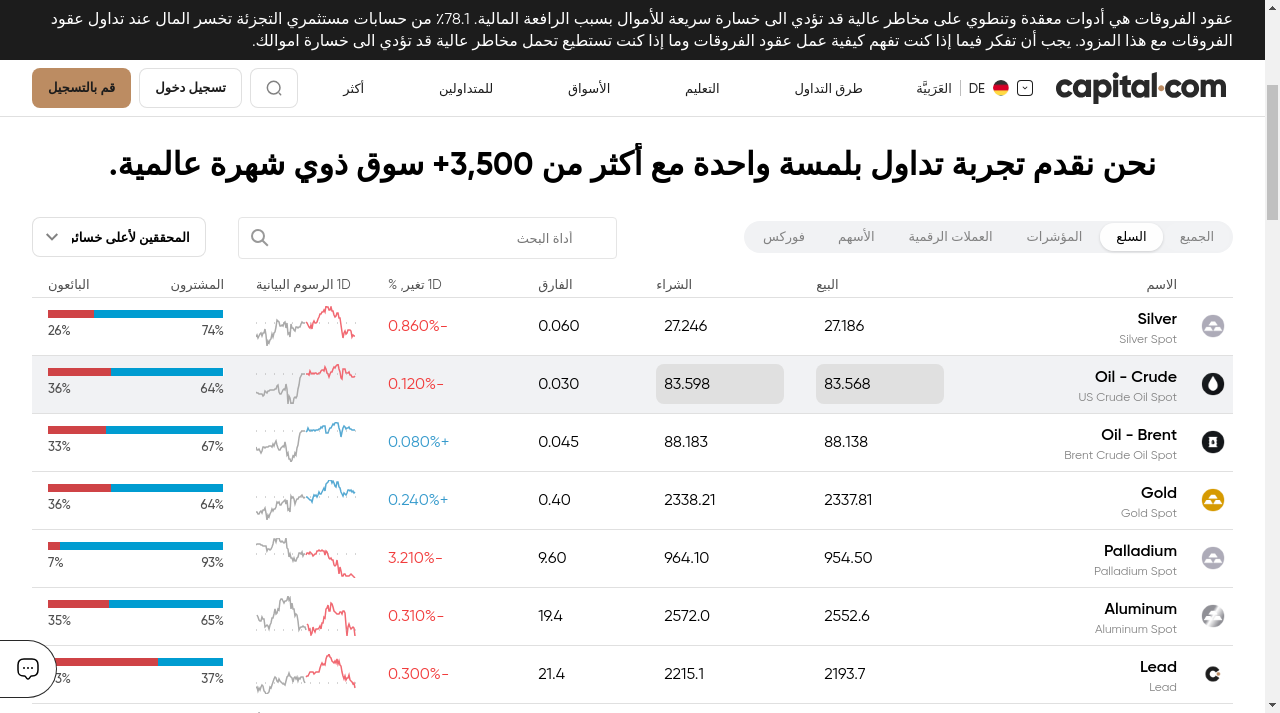 عقود الفروقات هي أدوات معقدة وتنطوي على مخاطر عالية قد تؤدي الى خسارة سريعة للأموال بسبب الرافعة المالية. 78.1٪ من حسابات مستثمري التجزئة تخسر المال عند تداول عقود
الفروقات مع هذا المزود. يجب أن تفكر فيما إذا كنت تفهم كيفية عمل عقود الفروقات وما إذا كنت تستطيع تحمل مخاطر عالية قد تؤدي الى خسارة اموالك.
capital.com
DE
العَرَبيَّة
طرق التداول
التعليم
الأسواق
للمتداولين
أكثر
تسجيل دخول
قم بالتسجيل
نحن نقدم تجربة تداول بلمسة واحدة مع أكثر من 3,500+ سوق ذوي شهرة عالمية.
الجميع
السلع
المؤشرات
العملات الرقمية
الأسهم
فوركس
أداة البحث
المحققين لأعلى خسائر
الاسم
البيع
الشراء
الفارق
1D تغير, %
1D الرسوم البيانية
المشترون
البائعون
Silver
Silver Spot
27.186
27.246
0.060
0.860%-
74%
26%
Oil - Crude
US Crude Oil Spot
83.568
83.598
0.030
0.120%-
64%
36%
Oil - Brent
Brent Crude Oil Spot
88.138
88.183
0.045
0.080%+
67%
33%
Gold
Gold Spot
2337.81
2338.21
0.40
0.240%+
64%
36%
Palladium
Palladium Spot
954.50
964.10
9.60
3.210%-
93%
7%
Aluminum
Aluminum Spot
2552.6
2572.0
19.4
0.310%-
65%
35%
Lead
Lead
2193.7
2215.1
21.4
0.300%-
37%